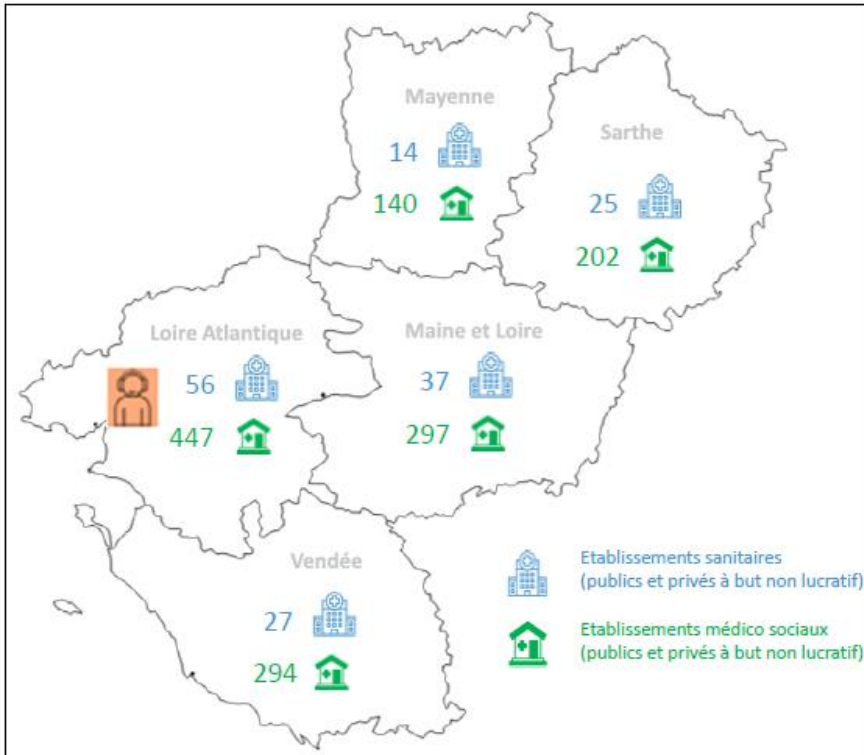 Mayenne
14
140
Sarthe
25
202
Loire Atlantique
56
447
Maine et Loire
37
297
Vendée
27
294
Etablissements sanitaires
(publics et privés à but non lucratif)
Etablissements médico sociaux
(publics et privés à but non lucratif)